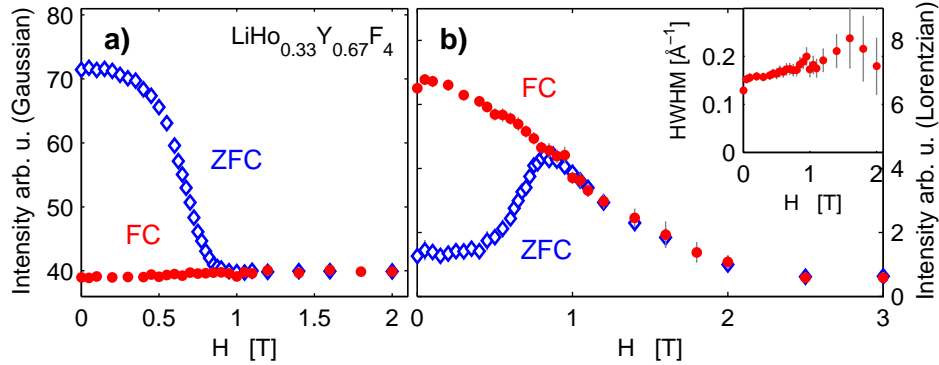 a)
LiHo0.33Y0.67F4
ZFC
FC
Intensity arb. u. (Gaussian)
40
50
60
70
0 0.5 1 1.5 2
H [T]
b)
FC
ZFC
0 1 2 3
H [T]
Intensity arb. u. (Lorentzian)
0
2
4
6
8
HWHM [Å−1]
0.2
0.1
0 1 2
H [T]